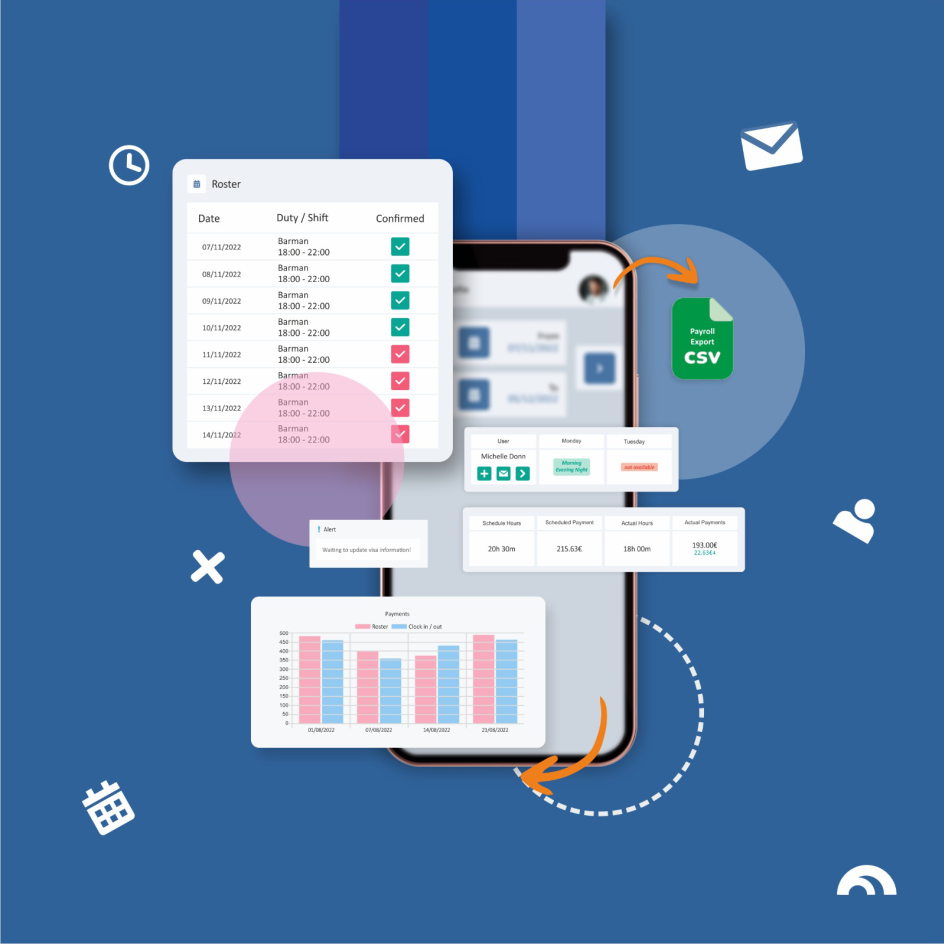 Roster
Date Duty / Shift Confirmed
07/11/2022 Barman 18:00 - 22:00
08/11/2022 Barman 18:00 - 22:00
09/11/2022 Barman 18:00 - 22:00
10/11/2022 Barman 18:00 - 22:00
11/11/2022 Barman 18:00 - 22:00
12/11/2022 Barman 18:00 - 22:00
13/11/2022 Barman 18:00 - 22:00
14/11/2022 Barman 18:00 - 22:00
From
To
Payroll
Export
CSV
User Monday Tuesday
Michelle Donn
Morning
Evening Night
not available
Schedule Hours Scheduled Payment Actual Hours Actual Payments
20h 30m 215.63€ 18h 00m 193.00€
22.63€
Alert
Waiting to update visa information!
Payments
Roster Clock in / out
500
450
400
350
300
250
200
150
100
50
0
01/08/2022 07/08/2022 14/08/2022 21/08/2022